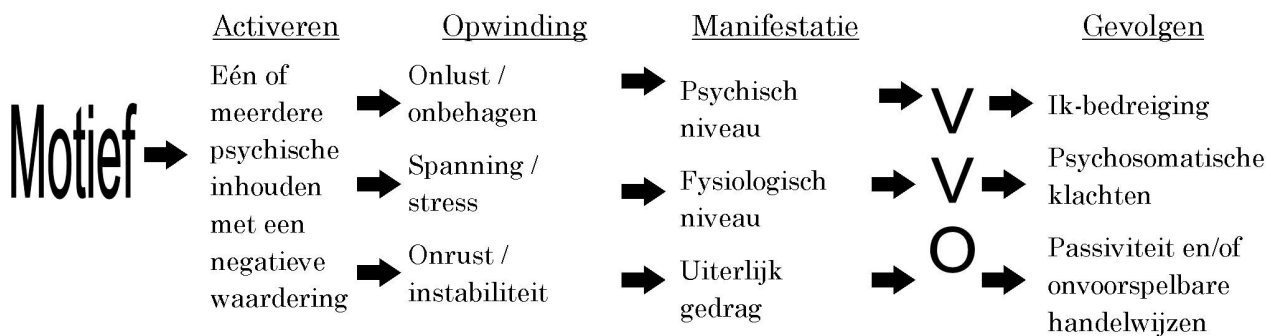 Activeren
Opwinding
Manifestatie
Gevolgen
Motief
Eén of
meerdere
psychische
inhouden
met een
negatieve
waardering
Onlust /
onbehagen
Spanning /
stress
Onrust /
instabiliteit
Psychisch
niveau
Fysiologisch
niveau
Uiterlijk
gedrag
V
V
O
Ik-bedreiging
Psychosomatische
klachten
Passiviteit en/of
onvoorspelbare
handelwijzen